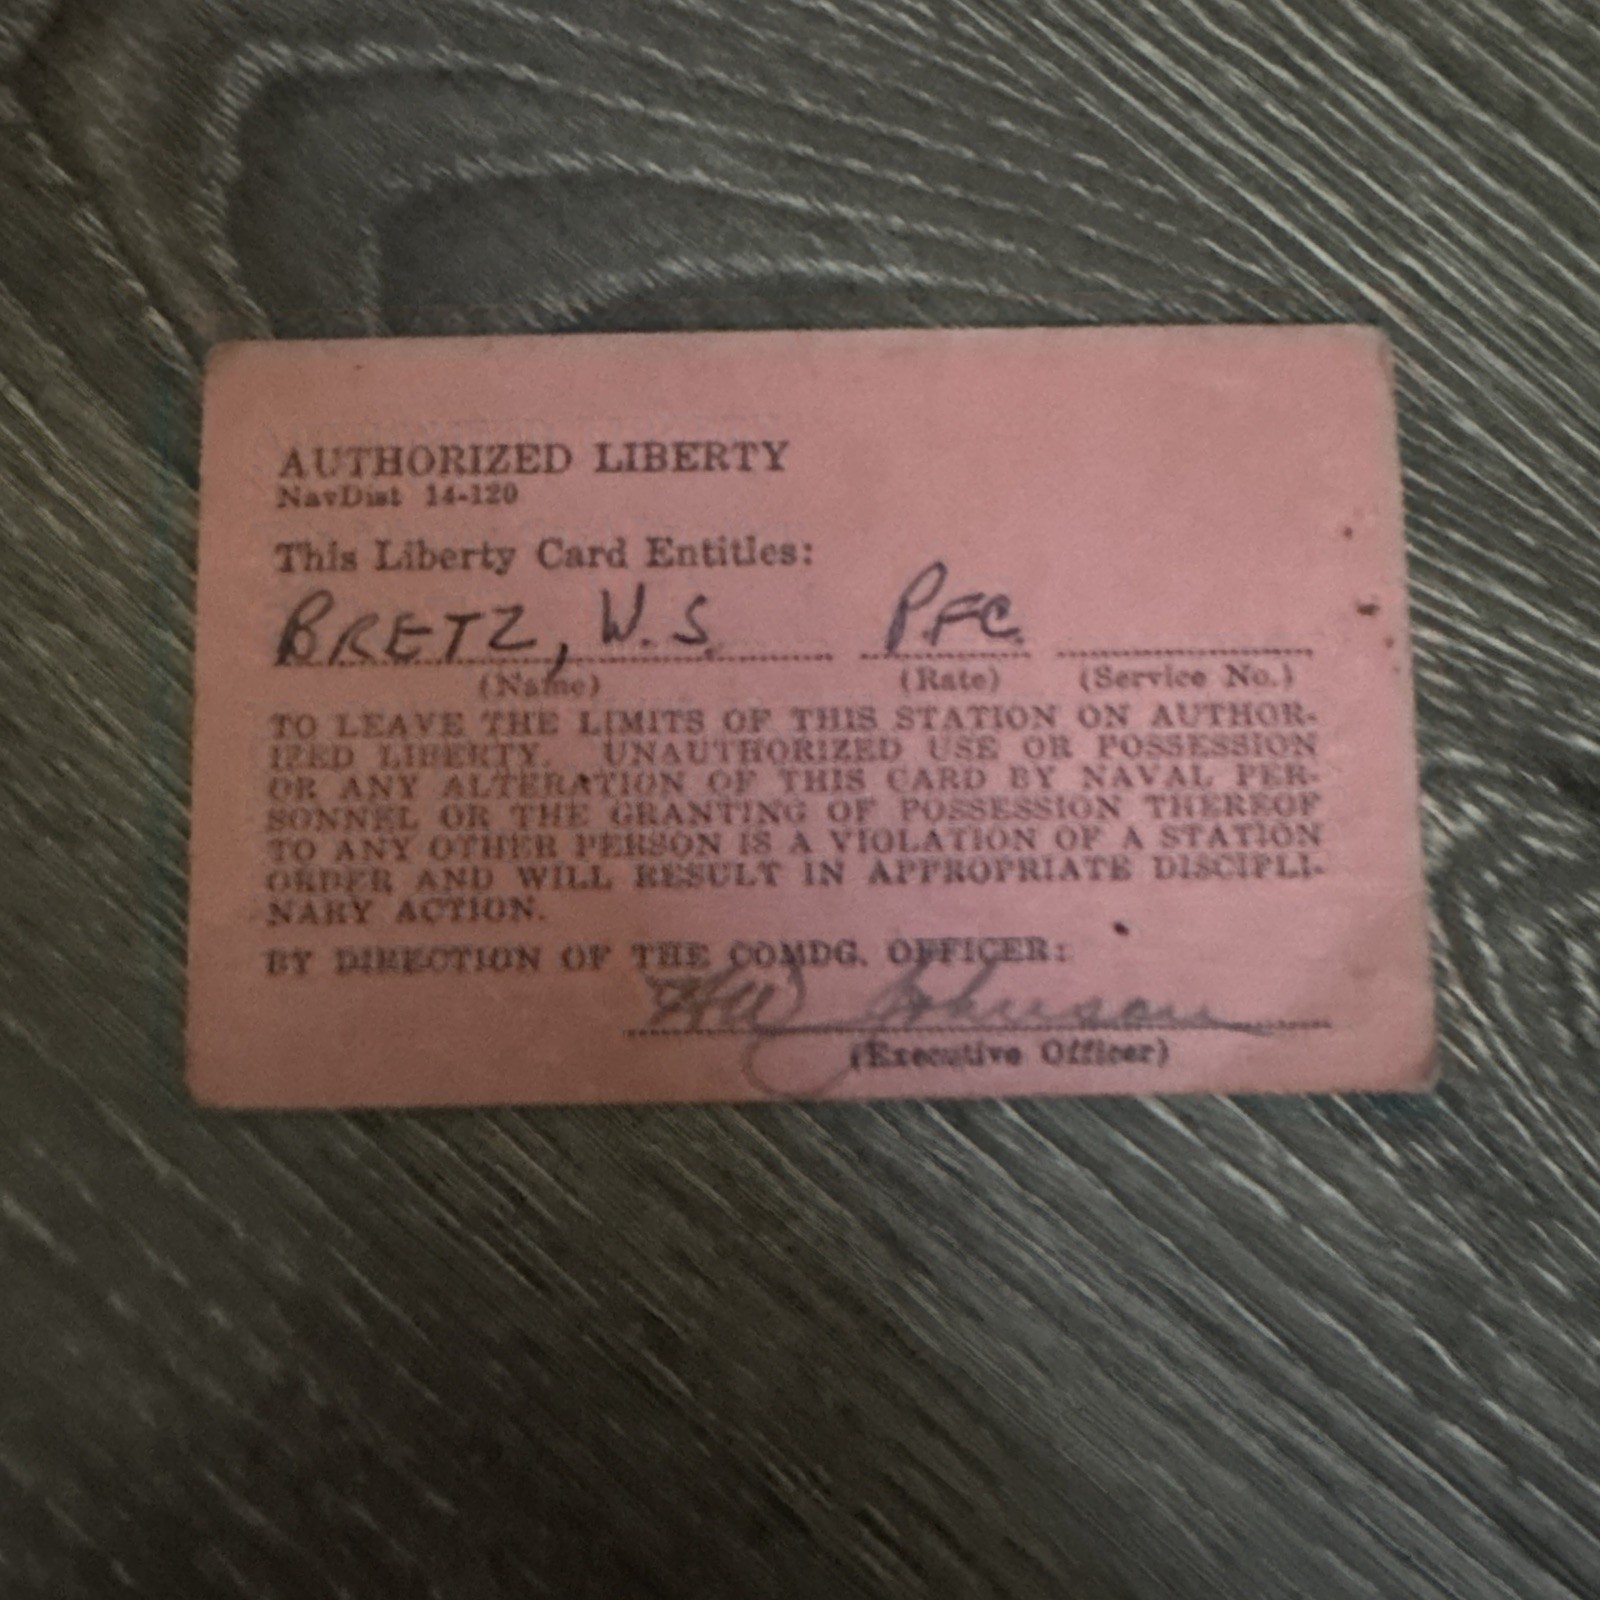 AUTHORIZED LIBERTY
NavDist 14-120
This Liberty Card Entitles:
BRETZ, W.S. PFC.
(Name) (Rate) (Service No.)
TO LEAVE THE LIMITS OF THIS STATION ON AUTHOR-
IZED LIBERTY. UNAUTHORIZED USE OR POSSESSION
OR ANY ALTERATION OF THIS CARD BY NAVAL PER-
SONNEL OR THE GRANTING OF POSSESSION THEREOF
TO ANY OTHER PERSON IS A VIOLATION OF A STATION
ORDER AND WILL RESULT IN APPROPRIATE DISCIPLI-
NARY ACTION.
BY DIRECTION OF THE COMDG. OFFICER:
Johnson
(Executive Officer)